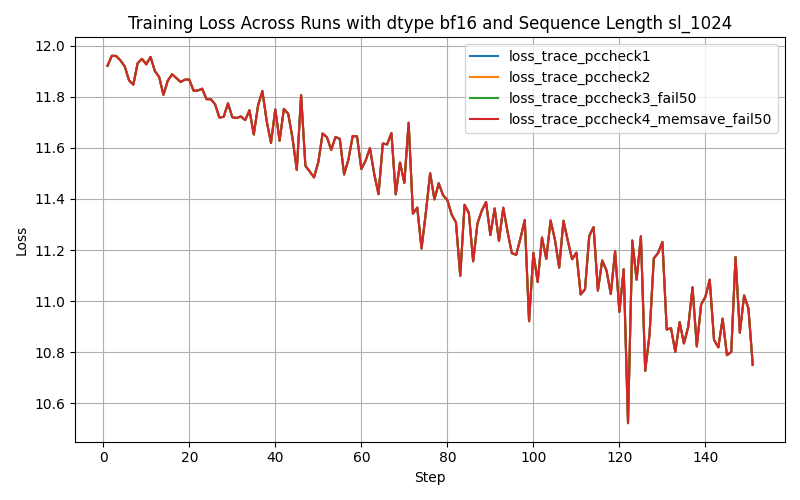 Training Loss Across Runs with dtype bf16 and Sequence Length sl_1024
loss_trace_pccheck1
loss_trace_pccheck2
loss_trace_pccheck3_fail50
loss_trace_pccheck4_memsave_fail50
12.0
11.8
11.6
11.4
11.2
11.0
10.8
10.6
Loss
0 20 40 60 80 100 120 140
Step